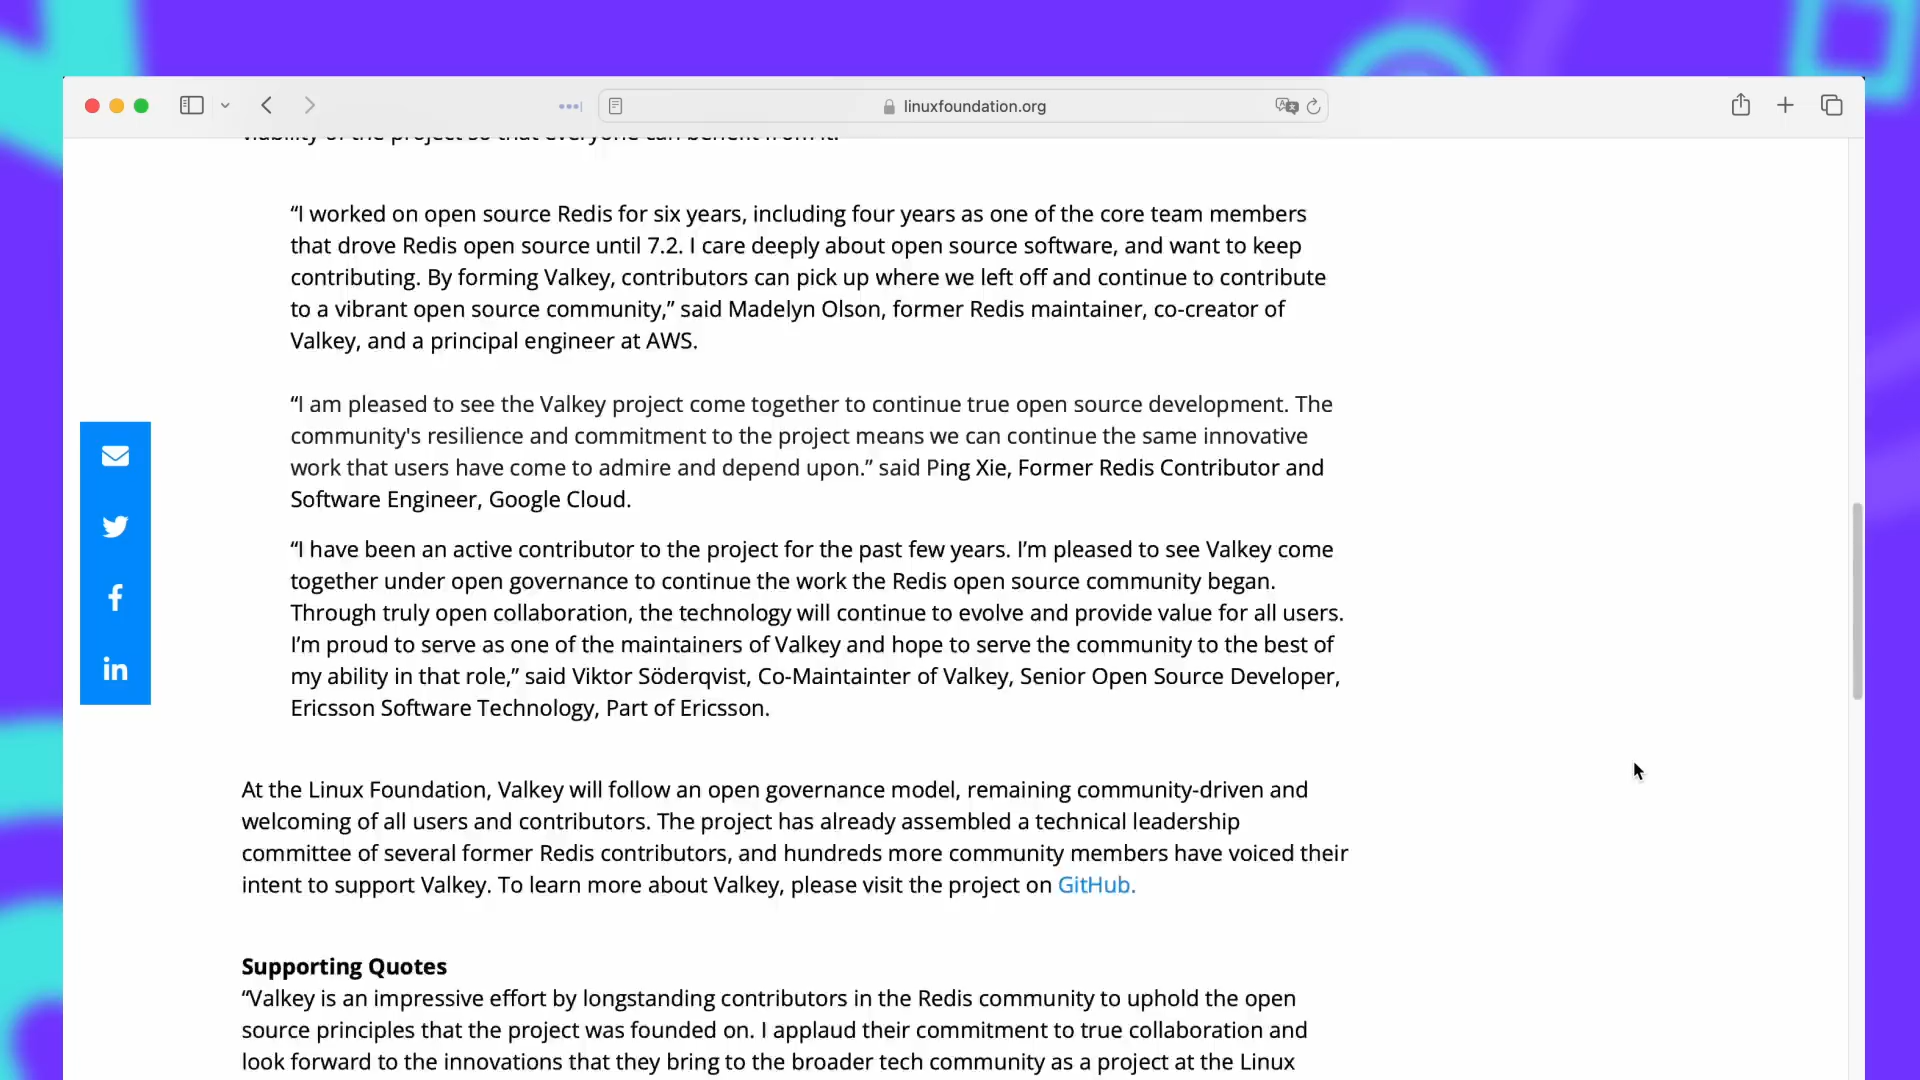 linuxfoundation.org
viability of the project so that everyone can benefit from it.
“I worked on open source Redis for six years, including four years as one of the core team members
that drove Redis open source until 7.2. I care deeply about open source software, and want to keep
contributing. By forming Valkey, contributors can pick up where we left off and continue to contribute
to a vibrant open source community,” said Madelyn Olson, former Redis maintainer, co-creator of
Valkey, and a principal engineer at AWS.
“I am pleased to see the Valkey project come together to continue true open source development. The
community's resilience and commitment to the project means we can continue the same innovative
work that users have come to admire and depend upon.” said Ping Xie, Former Redis Contributor and
Software Engineer, Google Cloud.
“I have been an active contributor to the project for the past few years. I’m pleased to see Valkey come
together under open governance to continue the work the Redis open source community began.
Through truly open collaboration, the technology will continue to evolve and provide value for all users.
I’m proud to serve as one of the maintainers of Valkey and hope to serve the community to the best of
my ability in that role,” said Viktor Söderqvist, Co-Maintainter of Valkey, Senior Open Source Developer,
Ericsson Software Technology, Part of Ericsson.
At the Linux Foundation, Valkey will follow an open governance model, remaining community-driven and
welcoming of all users and contributors. The project has already assembled a technical leadership
committee of several former Redis contributors, and hundreds more community members have voiced their
intent to support Valkey. To learn more about Valkey, please visit the project on GitHub.
Supporting Quotes
“Valkey is an impressive effort by longstanding contributors in the Redis community to uphold the open
source principles that the project was founded on. I applaud their commitment to true collaboration and
look forward to the innovations that they bring to the broader tech community as a project at the Linux